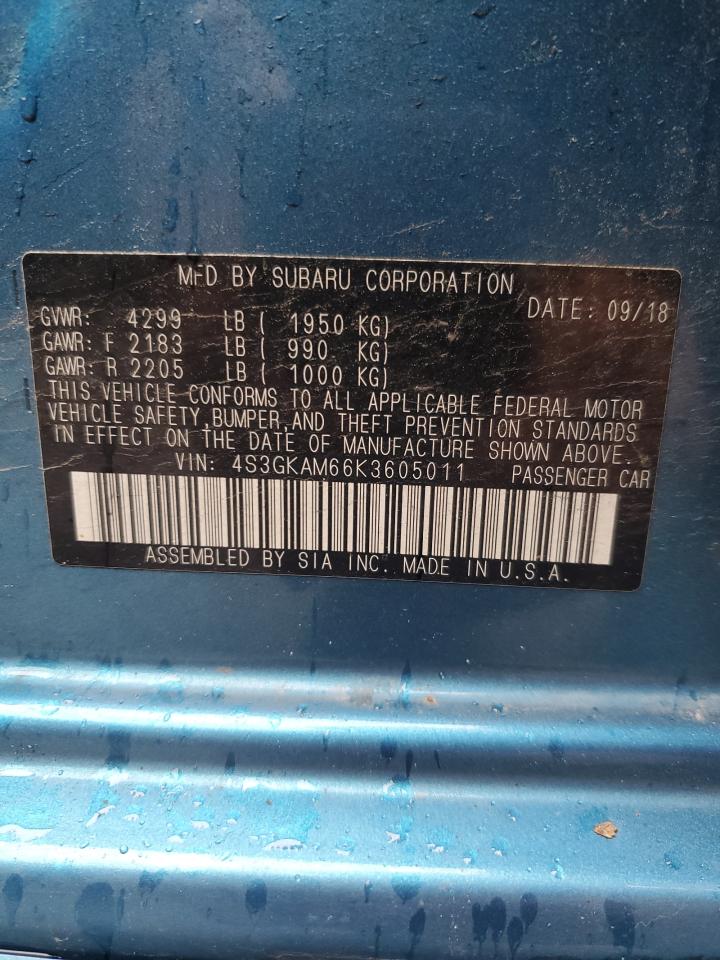 MFD BY SUBARU CORPORATION
DATE: 09/18
GVWR: 4299 LB ( 1950 KG)
GAWR: F 2183 LB ( 990 KG)
GAWR: R 2205 LB ( 1000 KG)
THIS VEHICLE CONFORMS TO ALL APPLICABLE FEDERAL MOTOR
VEHICLE SAFETY, BUMPER, AND THEFT PREVENTION STANDARDS
IN EFFECT ON THE DATE OF MANUFACTURE SHOWN ABOVE.
VIN: 4S3GKAM66K3605011 PASSENGER CAR
ASSEMBLED BY SIA INC. MADE IN U.S.A.